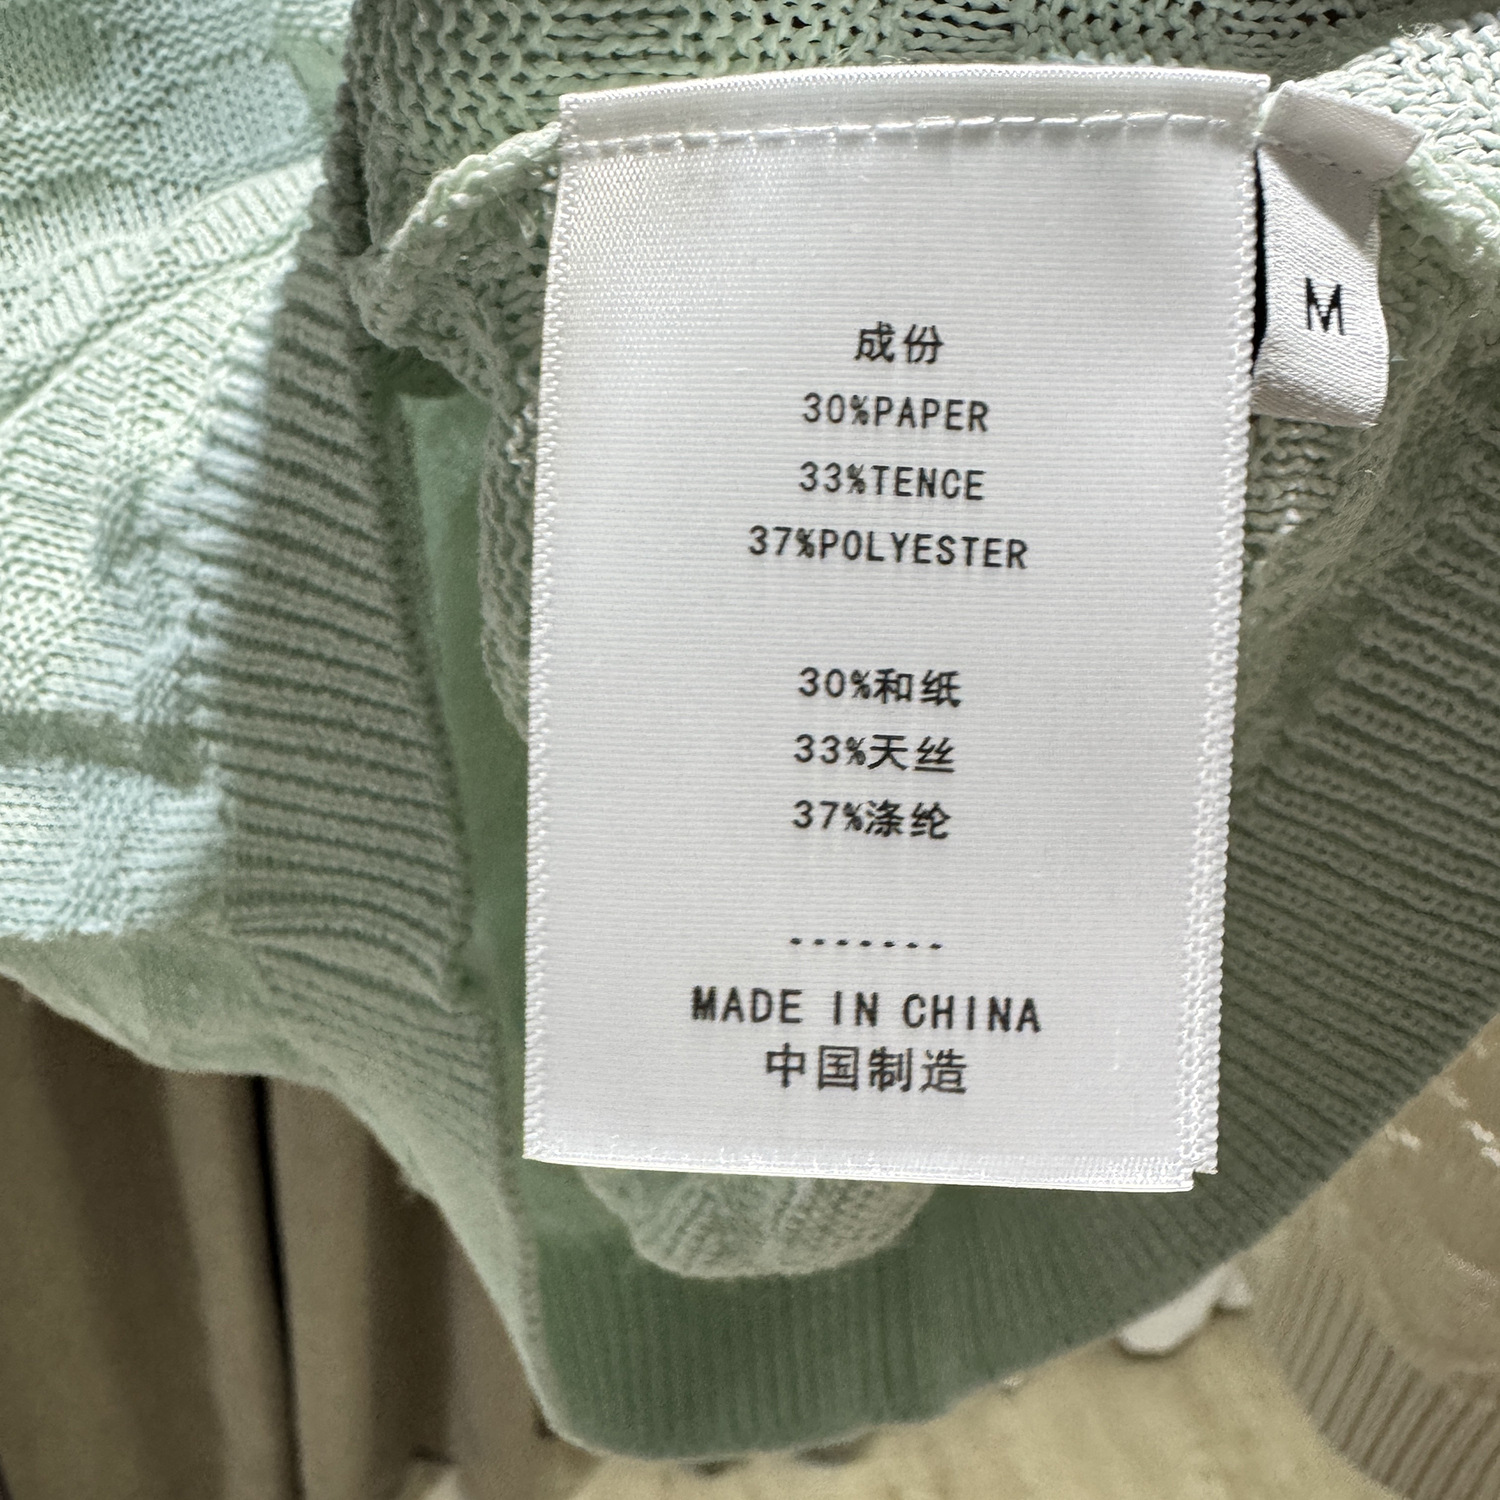 成份
30%PAPER
33%TENCE
37%POLYESTER
30%和纸
33%天丝
37%涤纶
.......
MADE IN CHINA
中国制造
M